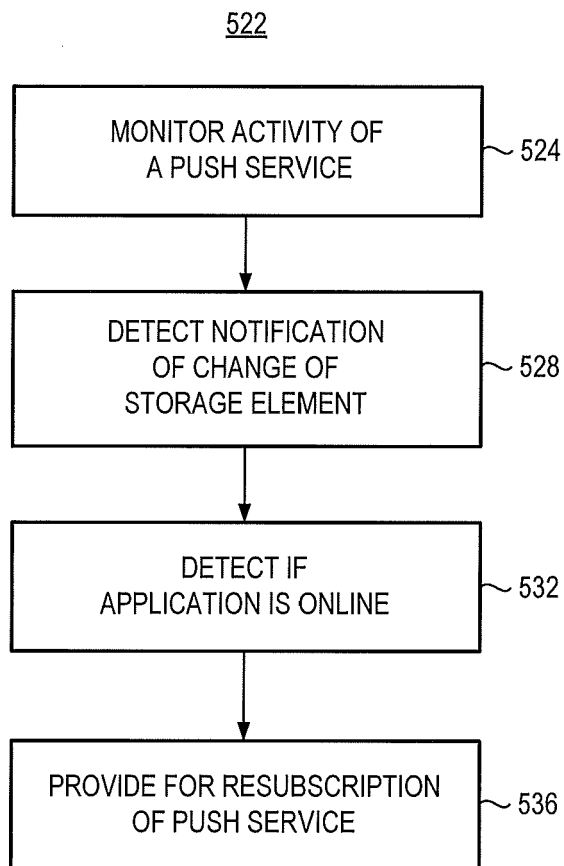 522
MONITOR ACTIVITY OF
A PUSH SERVICE
524
DETECT NOTIFICATION
OF CHANGE OF
STORAGE ELEMENT
528
DETECT IF
APPLICATION IS ONLINE
532
PROVIDE FOR RESUBSCRIPTION
OF PUSH SERVICE
536